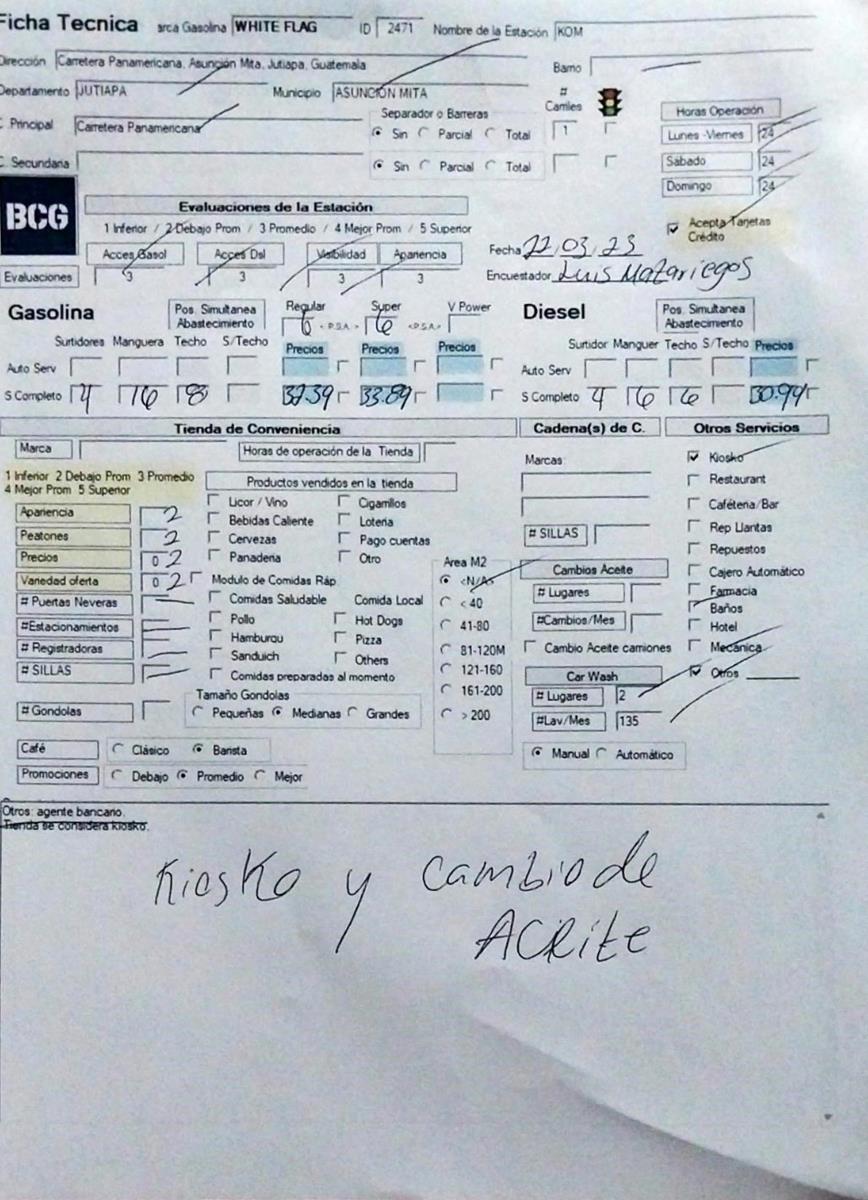 Ficha Tecnica arca Gasolina WHITE FLAG ID 2471 Nombre de la Estación KOM
Dirección Carretera Panamericana, Asunción Mita, Jutiapa, Guatemala Barrio
Departamento JUTIAPA Municipio ASUNCIÓN MITA # Carriles
C. Principal Carretera Panamericana Separador o Barreras Sin Parcial Total 1
C. Secundaria Sin Parcial Total
Horas Operación
Lunes -Viernes 24
Sábado 24
Domingo 24
Acepta Tarjetas Crédito
BCG
Evaluaciones de la Estación
1 Inferior / 2 Debajo Prom / 3 Promedio / 4 Mejor Prom / 5 Superior
Acces Gasol Acces Dsl Visibilidad Apariencia
Evaluaciones 3 3 3 3
Fecha 22/03/23
Encuestador Luis Matariegos
Gasolina Pos. Simultanea Abastecimiento Regular 6 <P.S.A.> Super 6 <P.S.A.> V Power
Surtidores Manguera Techo S/Techo Precios Precios Precios
Auto Serv
S Completo 4 16 8 32.39 33.89
Diesel Pos. Simultanea Abastecimiento
Surtidor Manguer Techo S/Techo Precios
Auto Serv
S Completo 4 6 6 30.99
Tienda de Conveniencia
Marca Horas de operación de la Tienda
1 Inferior 2 Debajo Prom 3 Promedio
4 Mejor Prom 5 Superior
Apariencia 2
Peatones 2
Precios 0 2
Variedad oferta 0 2
# Puertas Neveras
#Estacionamientos
# Registradoras
# SILLAS
# Gondolas
Productos vendidos en la tienda
Licor / Vino Cigarrillos
Bebidas Caliente Loteria
Cervezas Pago cuentas
Panaderia Otro
Modulo de Comidas Ráp
Comidas Saludable Comida Local
Pollo Hot Dogs
Hamburgu Pizza
Sanduich Others
Comidas preparadas al momento
Tamaño Gondolas
Pequeñas Medianas Grandes
Area M2
<N/A>
< 40
41-80
81-120M
121-160
161-200
> 200
Café Clásico Barista
Promociones Debajo Promedio Mejor
Cadena(s) de C.
Marcas:
# SILLAS
Cambios Aceite
# Lugares
#Cambios/Mes
Cambio Aceite camiones
Car Wash
# Lugares 2
#Lav/Mes 135
Manual Automático
Otros Servicios
Kiosko
Restaurant
Cafétería/Bar
Rep Llantas
Repuestos
Cajero Automático
Farmacia
Baños
Hotel
Mecánica
Otros
Otros: agente bancario.
Tienda se considera kiosko.
Kiosko y cambio de
ACEite